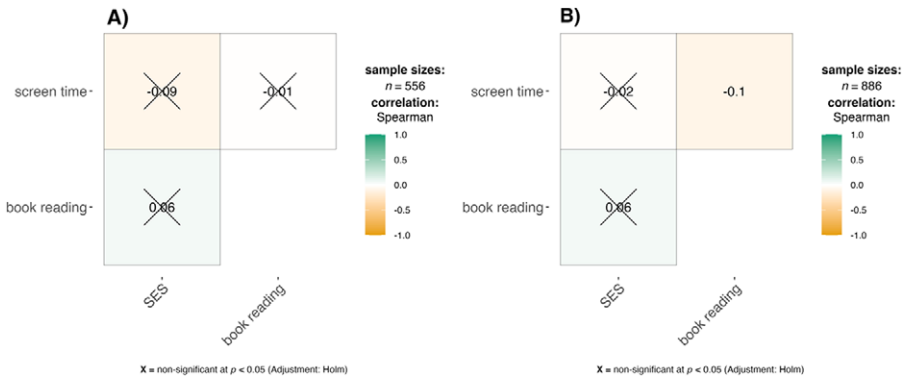 A)
screen time
-0.09
-0.01
book reading
0.06
SES
book reading
sample sizes:
n = 556
correlation:
Spearman
1.0
0.5
0.0
-0.5
-1.0
X = non-significant at p < 0.05 (Adjustment: Holm)
B)
screen time
-0.02
-0.1
book reading
0.06
SES
book reading
sample sizes:
n = 886
correlation:
Spearman
1.0
0.5
0.0
-0.5
-1.0
X = non-significant at p < 0.05 (Adjustment: Holm)